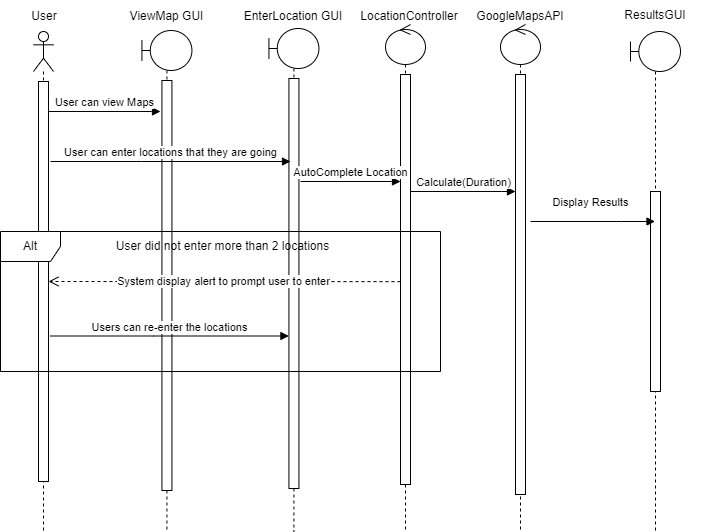 User
ViewMap GUI
EnterLocation GUI
LocationController
GoogleMapsAPI
ResultsGUI
User can view Maps
User can enter locations that they are going
AutoComplete Location
Calculate(Duration)
Display Results
Alt
User did not enter more than 2 locations
System display alert to prompt user to enter
Users can re-enter the locations